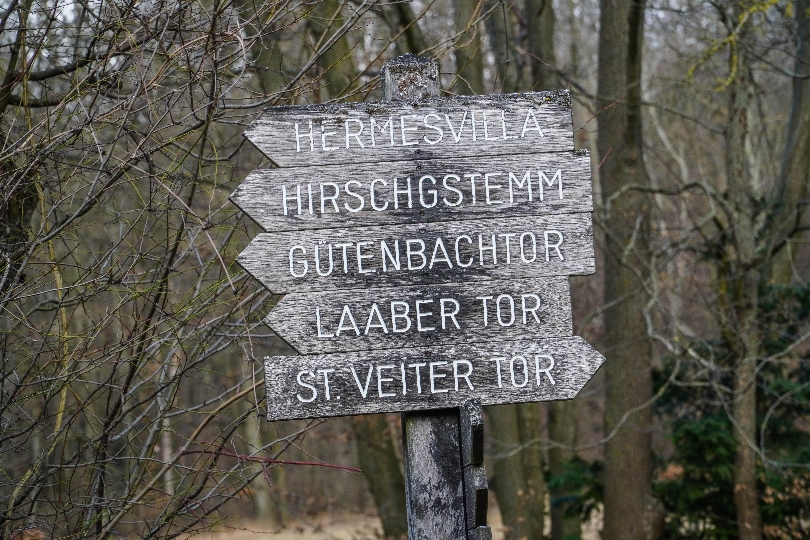 HERMESVILLA
HIRSCHGSTEMM
GÜTENBACHTOR
LAABER TOR
ST. VEITER TOR